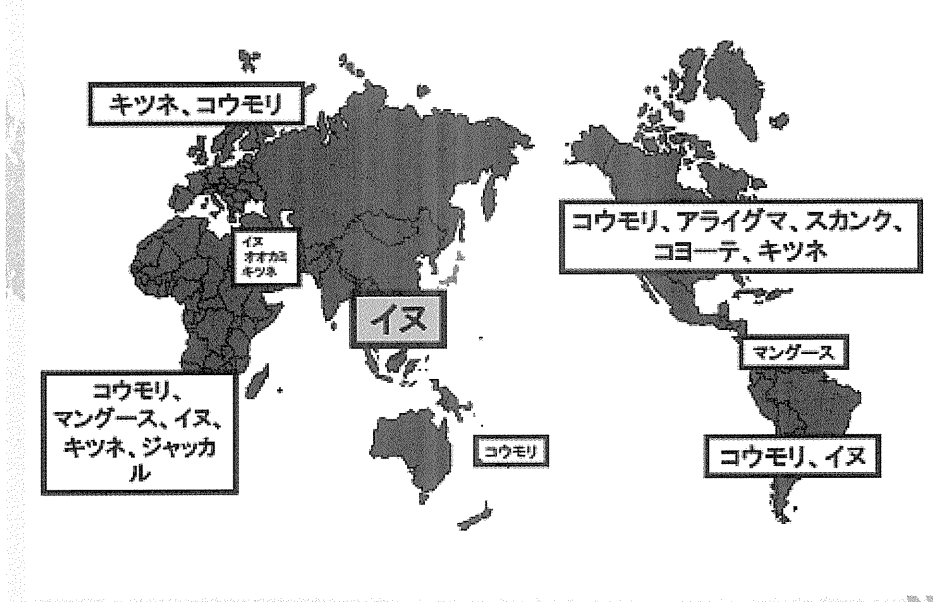 キツネ、コウモリ
コウモリ、アライグマ、スカンク、
コヨーテ、キツネ
イヌ
オオカミ
キツネ
イヌ
マングース
コウモリ、
マングース、イヌ、
キツネ、ジャッカ
ル
コウモリ
コウモリ、イヌ